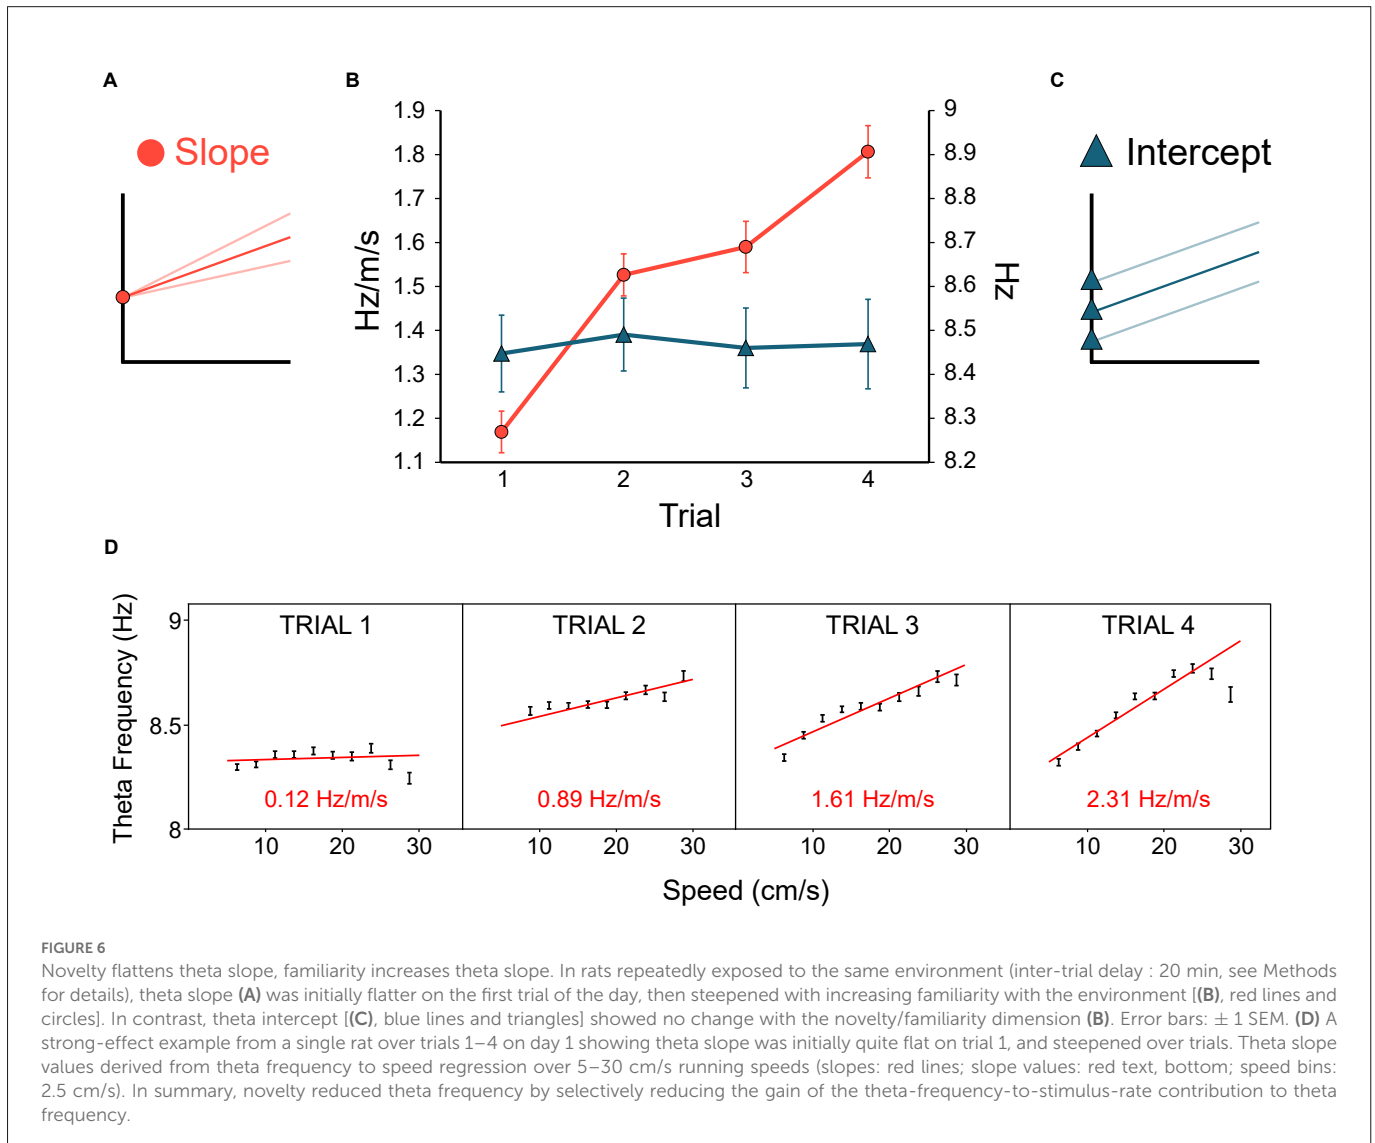 A
B
C
Slope
Intercept
1.9
1.8
1.7
1.6
1.5
1.4
1.3
1.2
1.1
Hz/m/s
9
8.9
8.8
8.7
8.6
8.5
8.4
8.3
8.2
Hz
1 2 3 4
Trial
D
Theta Frequency (Hz)
9
8.5
8
TRIAL 1 TRIAL 2 TRIAL 3 TRIAL 4
0.12 Hz/m/s 0.89 Hz/m/s 1.61 Hz/m/s 2.31 Hz/m/s
10 20 30 10 20 30 10 20 30 10 20 30
Speed (cm/s)
FIGURE 6
Novelty flattens theta slope, familiarity increases theta slope. In rats repeatedly exposed to the same environment (inter-trial delay : 20 min, see Methods
for details), theta slope (A) was initially flatter on the first trial of the day, then steepened with increasing familiarity with the environment [(B), red lines and
circles]. In contrast, theta intercept [(C), blue lines and triangles] showed no change with the novelty/familiarity dimension (B). Error bars: ± 1 SEM. (D) A
strong-effect example from a single rat over trials 1–4 on day 1 showing theta slope was initially quite flat on trial 1, and steepened over trials. Theta slope
values derived from theta frequency to speed regression over 5–30 cm/s running speeds (slopes: red lines; slope values: red text, bottom; speed bins:
2.5 cm/s). In summary, novelty reduced theta frequency by selectively reducing the gain of the theta-frequency-to-stimulus-rate contribution to theta
frequency.